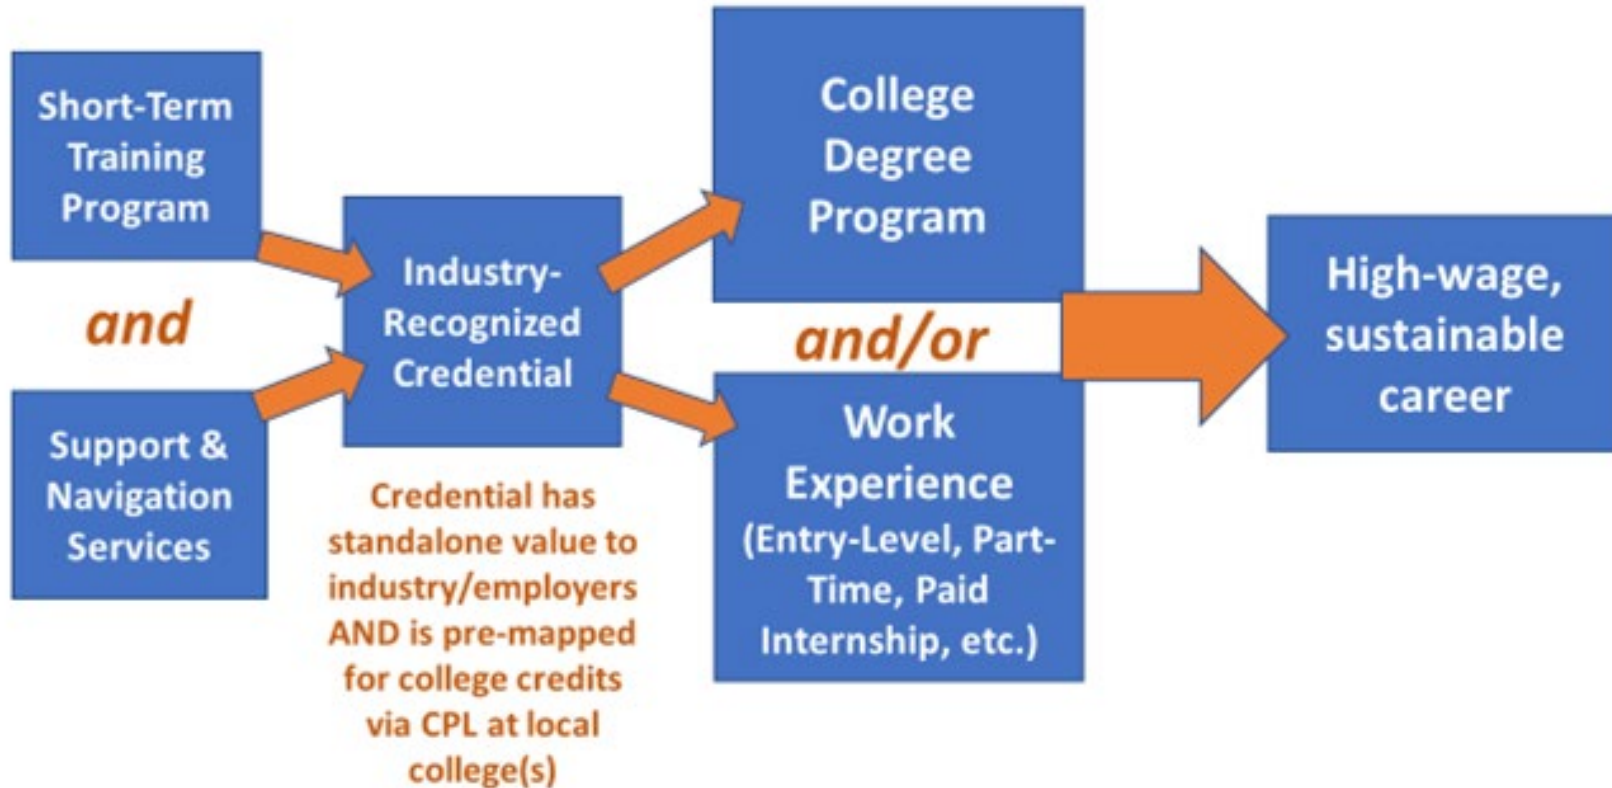 Short-Term
Training
Program
and
Support &
Navigation
Services
Industry-
Recognized
Credential
Credential has
standalone value to
industry/employers
AND is pre-mapped
for college credits
via CPL at local
college(s)
College
Degree
Program
and/or
Work
Experience
(Entry-Level, Part-
Time, Paid
Internship, etc.)
High-wage,
sustainable
career